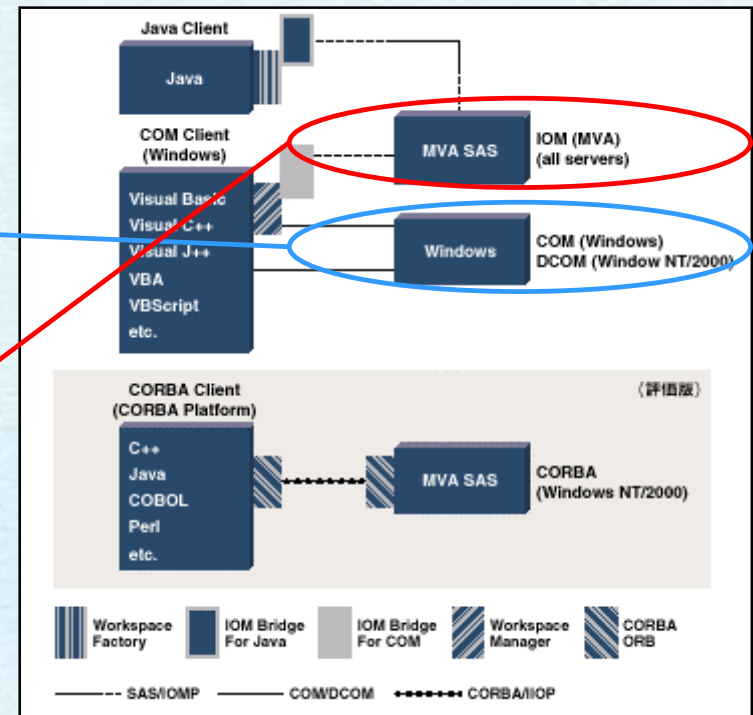 Java Client
Java
COM Client
(Windows)
Visual Basic
Visual C++
Visual J++
VBA
VBScript
etc.
MVA SAS
IOM (MVA)
(all servers)
Windows
COM (Windows)
DCOM (Window NT/2000)
CORBA Client
(CORBA Platform)
(評価版)
C++
Java
COBOL
Perl
etc.
MVA SAS
CORBA
(Windows NT/2000)
Workspace
Factory
IOM Bridge
For Java
IOM Bridge
For COM
Workspace
Manager
CORBA
ORB
SAS/IOMP
COM/DCOM
CORBA/IIOP